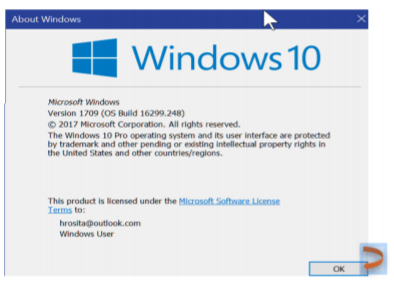 About Windows
Windows 10
Microsoft Windows
Version 1709 (OS Build 16299.248)
© 2017 Microsoft Corporation. All rights reserved.
The Windows 10 Pro operating system and its user interface are protected
by trademark and other pending or existing intellectual property rights in
the United States and other countries/regions.
This product is licensed under the Microsoft Software License
Terms to:
hrosita@outlook.com
Windows User
OK